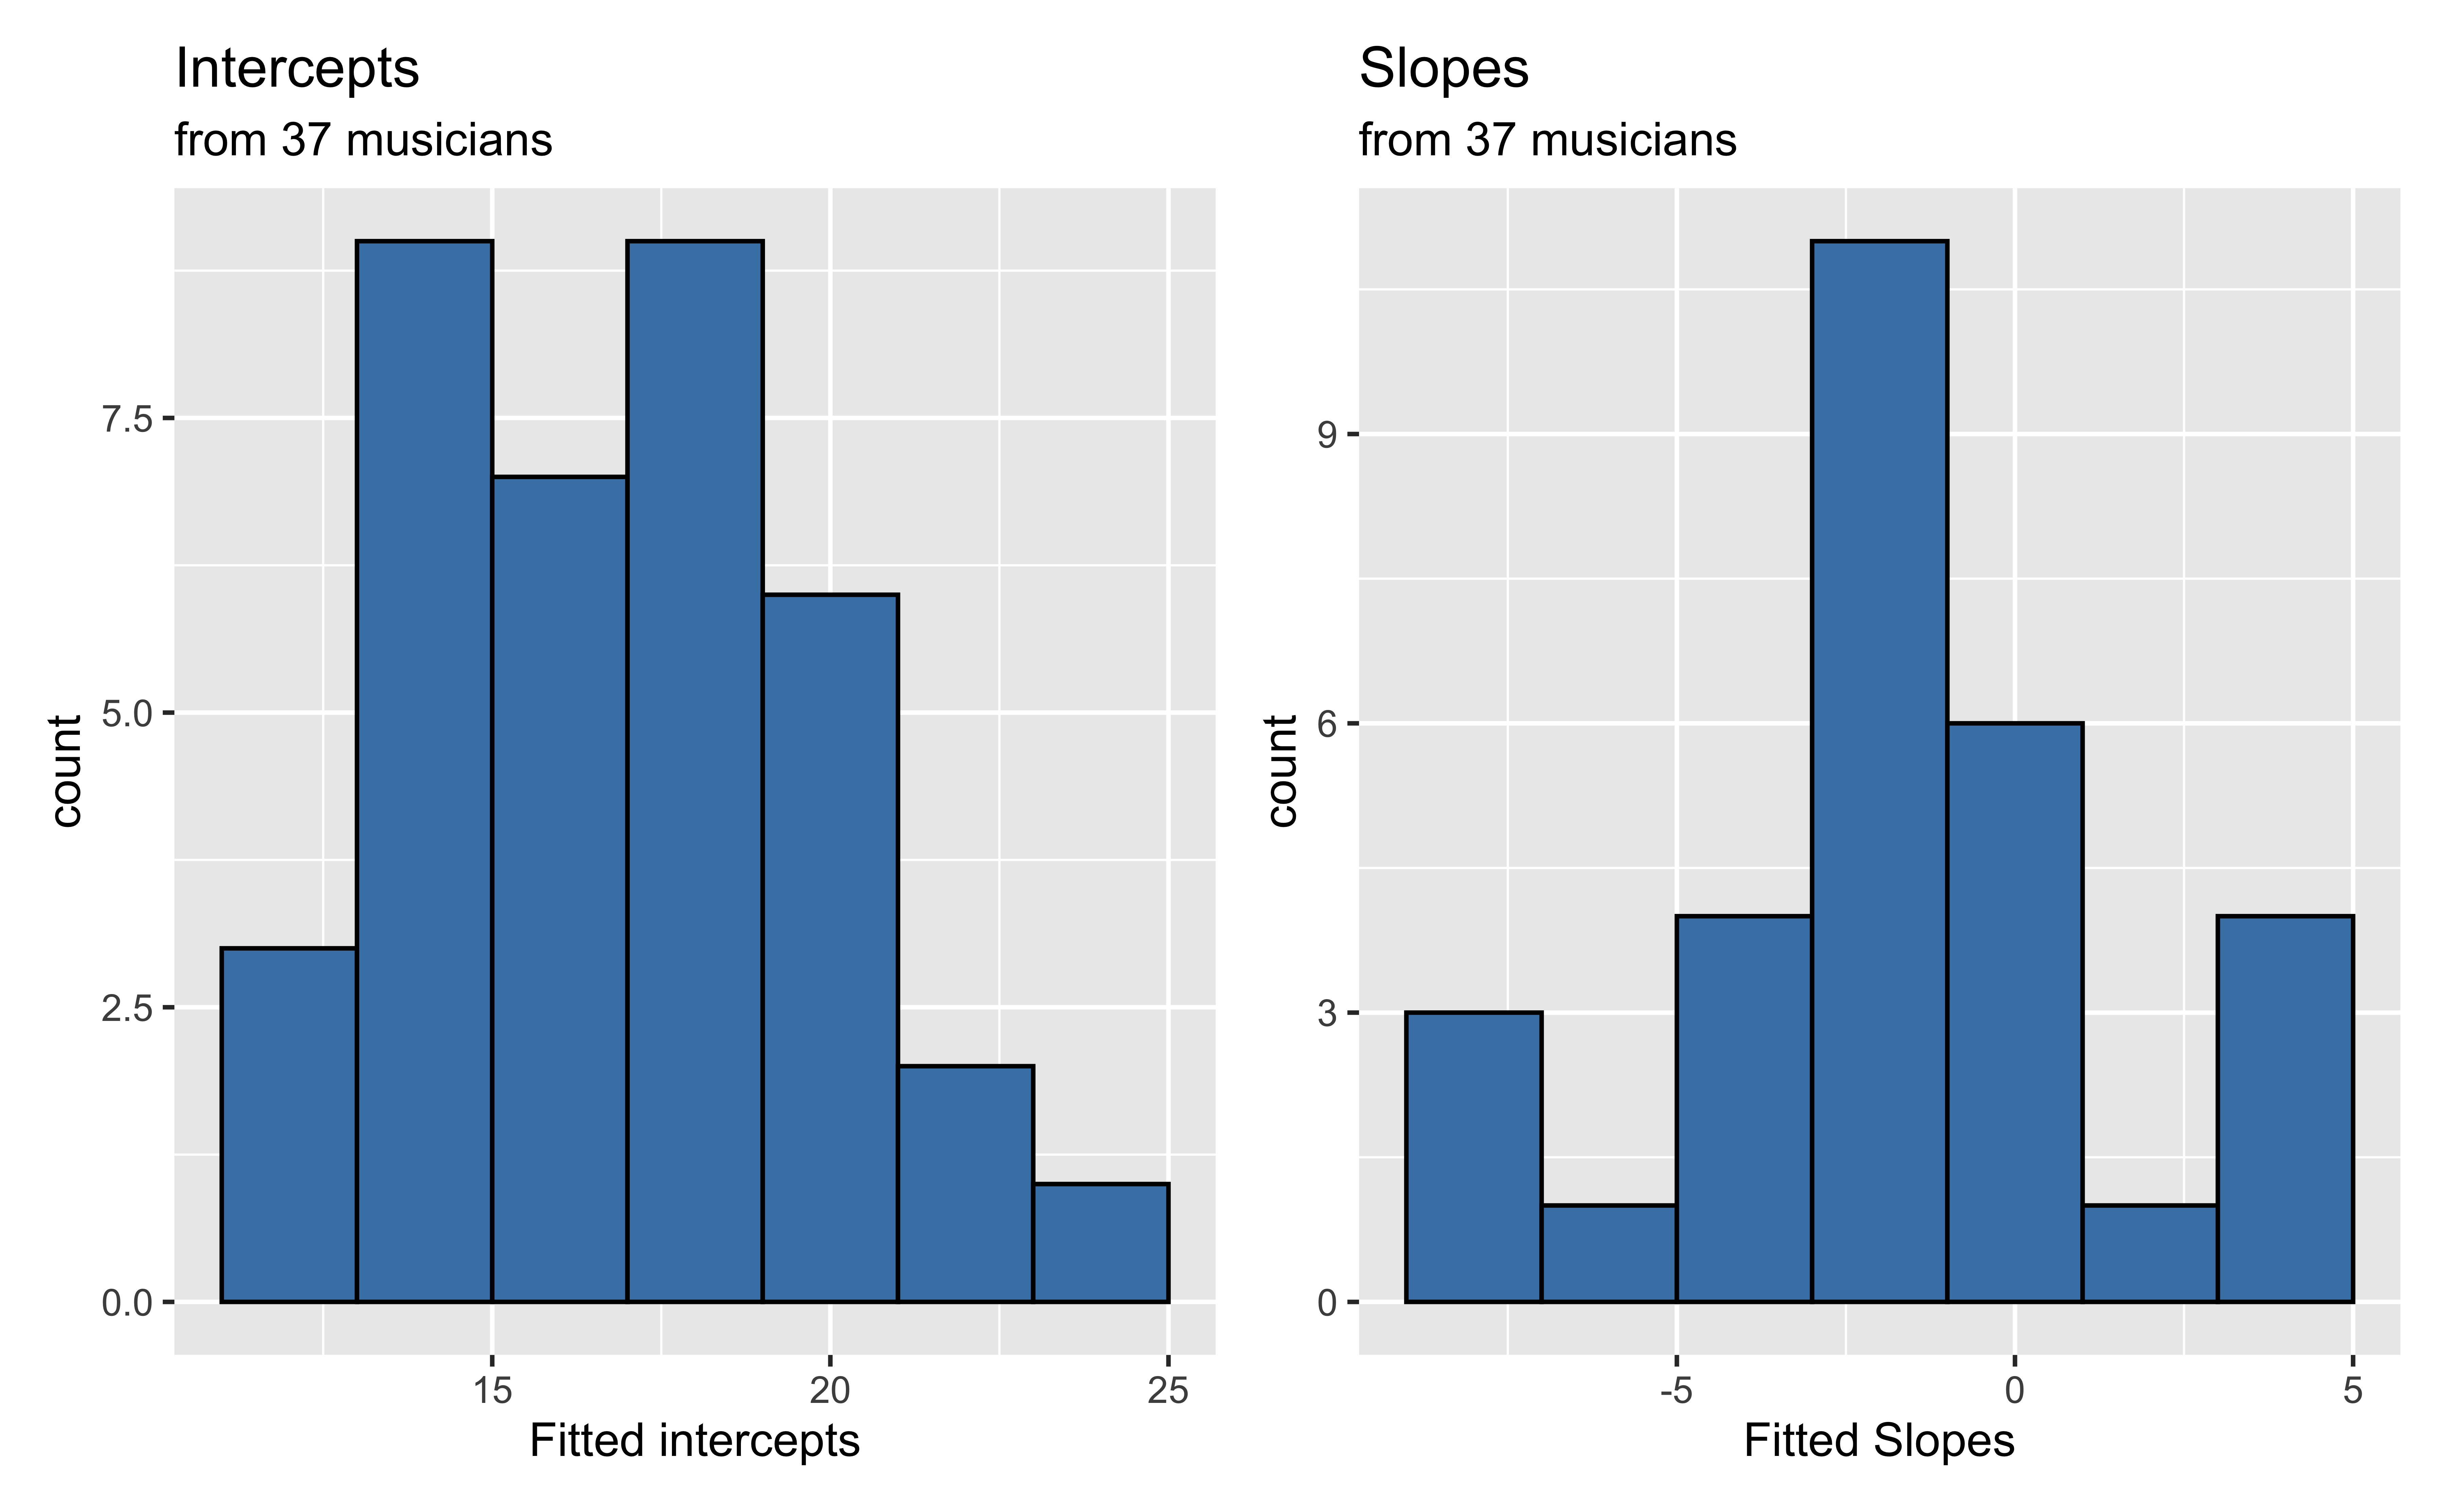 Intercepts
from 37 musicians
count
7.5
5.0
2.5
0.0
15 20 25
Fitted intercepts
Slopes
from 37 musicians
count
9
6
3
0
-5 0 5
Fitted Slopes